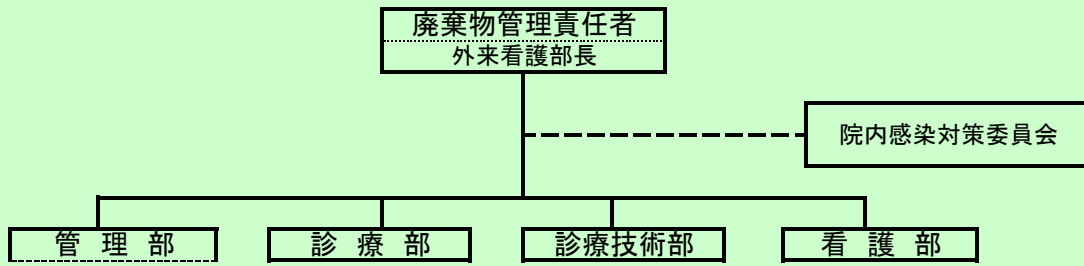 廃棄物管理責任者
外来看護部長
院内感染対策委員会
管 理 部
診 療 部
診療技術部
看 護 部